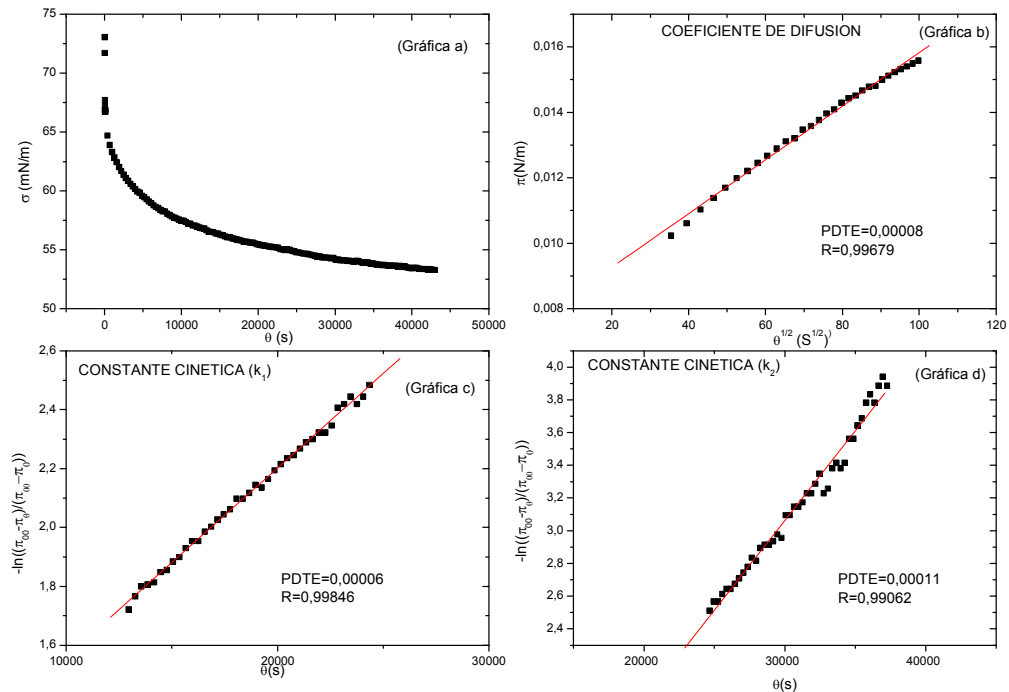 75
70
65
60
55
50
σ (mN/m)
(Gráfica a)
0 10000 20000 30000 40000 50000
θ (s)
COEFICIENTE DE DIFUSION
(Gráfica b)
0,016
0,014
0,012
0,010
0,008
π(N/m)
PDTE=0,00008
R=0,99679
20 40 60 80 100 120
θ^1/2 (S^1/2))
CONSTANTE CINETICA (k₁)
(Gráfica c)
2,6
2,4
2,2
2,0
1,8
1,6
-ln((π₀₀-π_θ)/(π₀₀-π₀))
PDTE=0,00006
R=0,99846
10000 20000 30000
θ(s)
CONSTANTE CINETICA (k₂)
(Gráfica d)
4,0
3,8
3,6
3,4
3,2
3,0
2,8
2,6
2,4
-ln((π₀₀-π_θ)/(π₀₀-π₀))
PDTE=0,00011
R=0,99062
20000 30000 40000
θ(s)